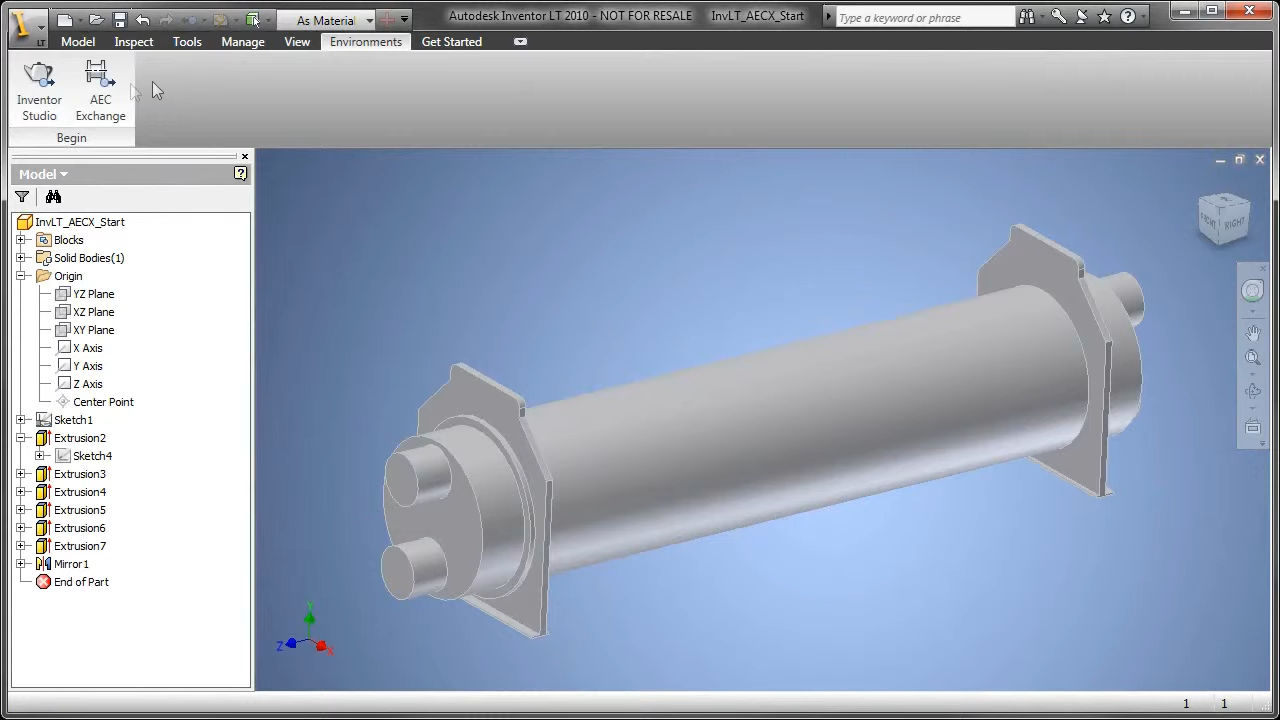 As Material
Autodesk Inventor LT 2010 - NOT FOR RESALE InvLT_AECX_Start
Type a keyword or phrase
LT
Model Inspect Tools Manage View Environments Get Started
Inventor Studio
AEC Exchange
Begin
Model
InvLT_AECX_Start
Blocks
Solid Bodies(1)
Origin
YZ Plane
XZ Plane
XY Plane
X Axis
Y Axis
Z Axis
Center Point
Sketch1
Extrusion2
Sketch4
Extrusion3
Extrusion4
Extrusion5
Extrusion6
Extrusion7
Mirror1
End of Part
FRONT RIGHT
Y
Z
X
1 1